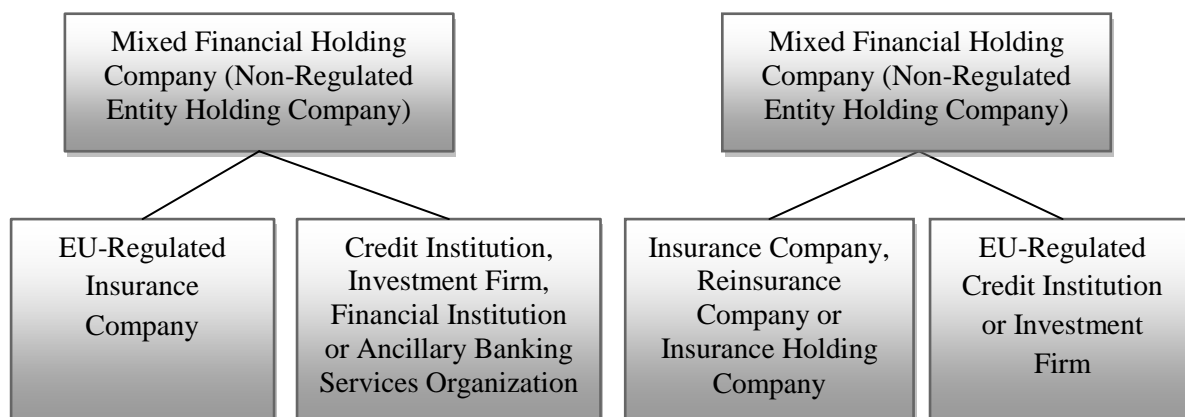 Mixed Financial Holding
Company (Non-Regulated
Entity Holding Company)
Mixed Financial Holding
Company (Non-Regulated
Entity Holding Company)
EU-Regulated
Insurance
Company
Credit Institution,
Investment Firm,
Financial Institution
or Ancillary Banking
Services Organization
Insurance Company,
Reinsurance
Company or
Insurance Holding
Company
EU-Regulated
Credit Institution
or Investment
Firm